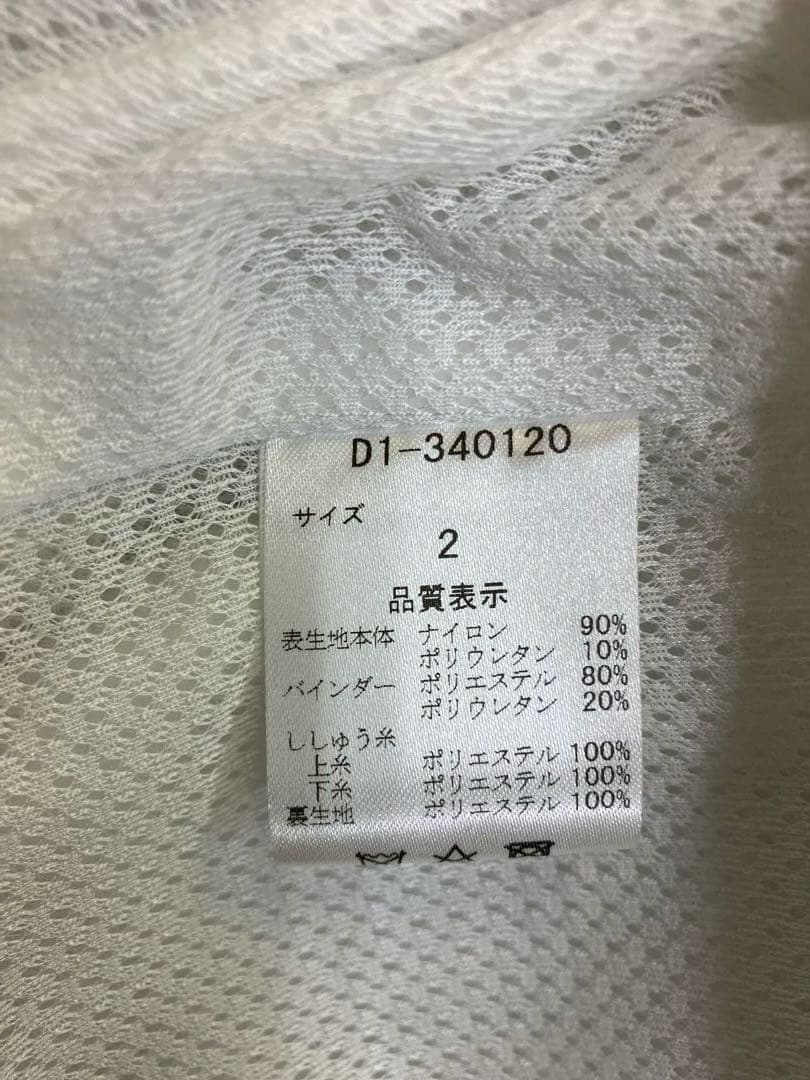 D1-340120
サイズ
2
品質表示
表生地本体 ナイロン 90%
ポリウレタン 10%
バインダー ポリエステル 80%
ポリウレタン 20%
ししゅう糸
上糸 ポリエステル 100%
下糸 ポリエステル 100%
裏生地 ポリエステル 100%